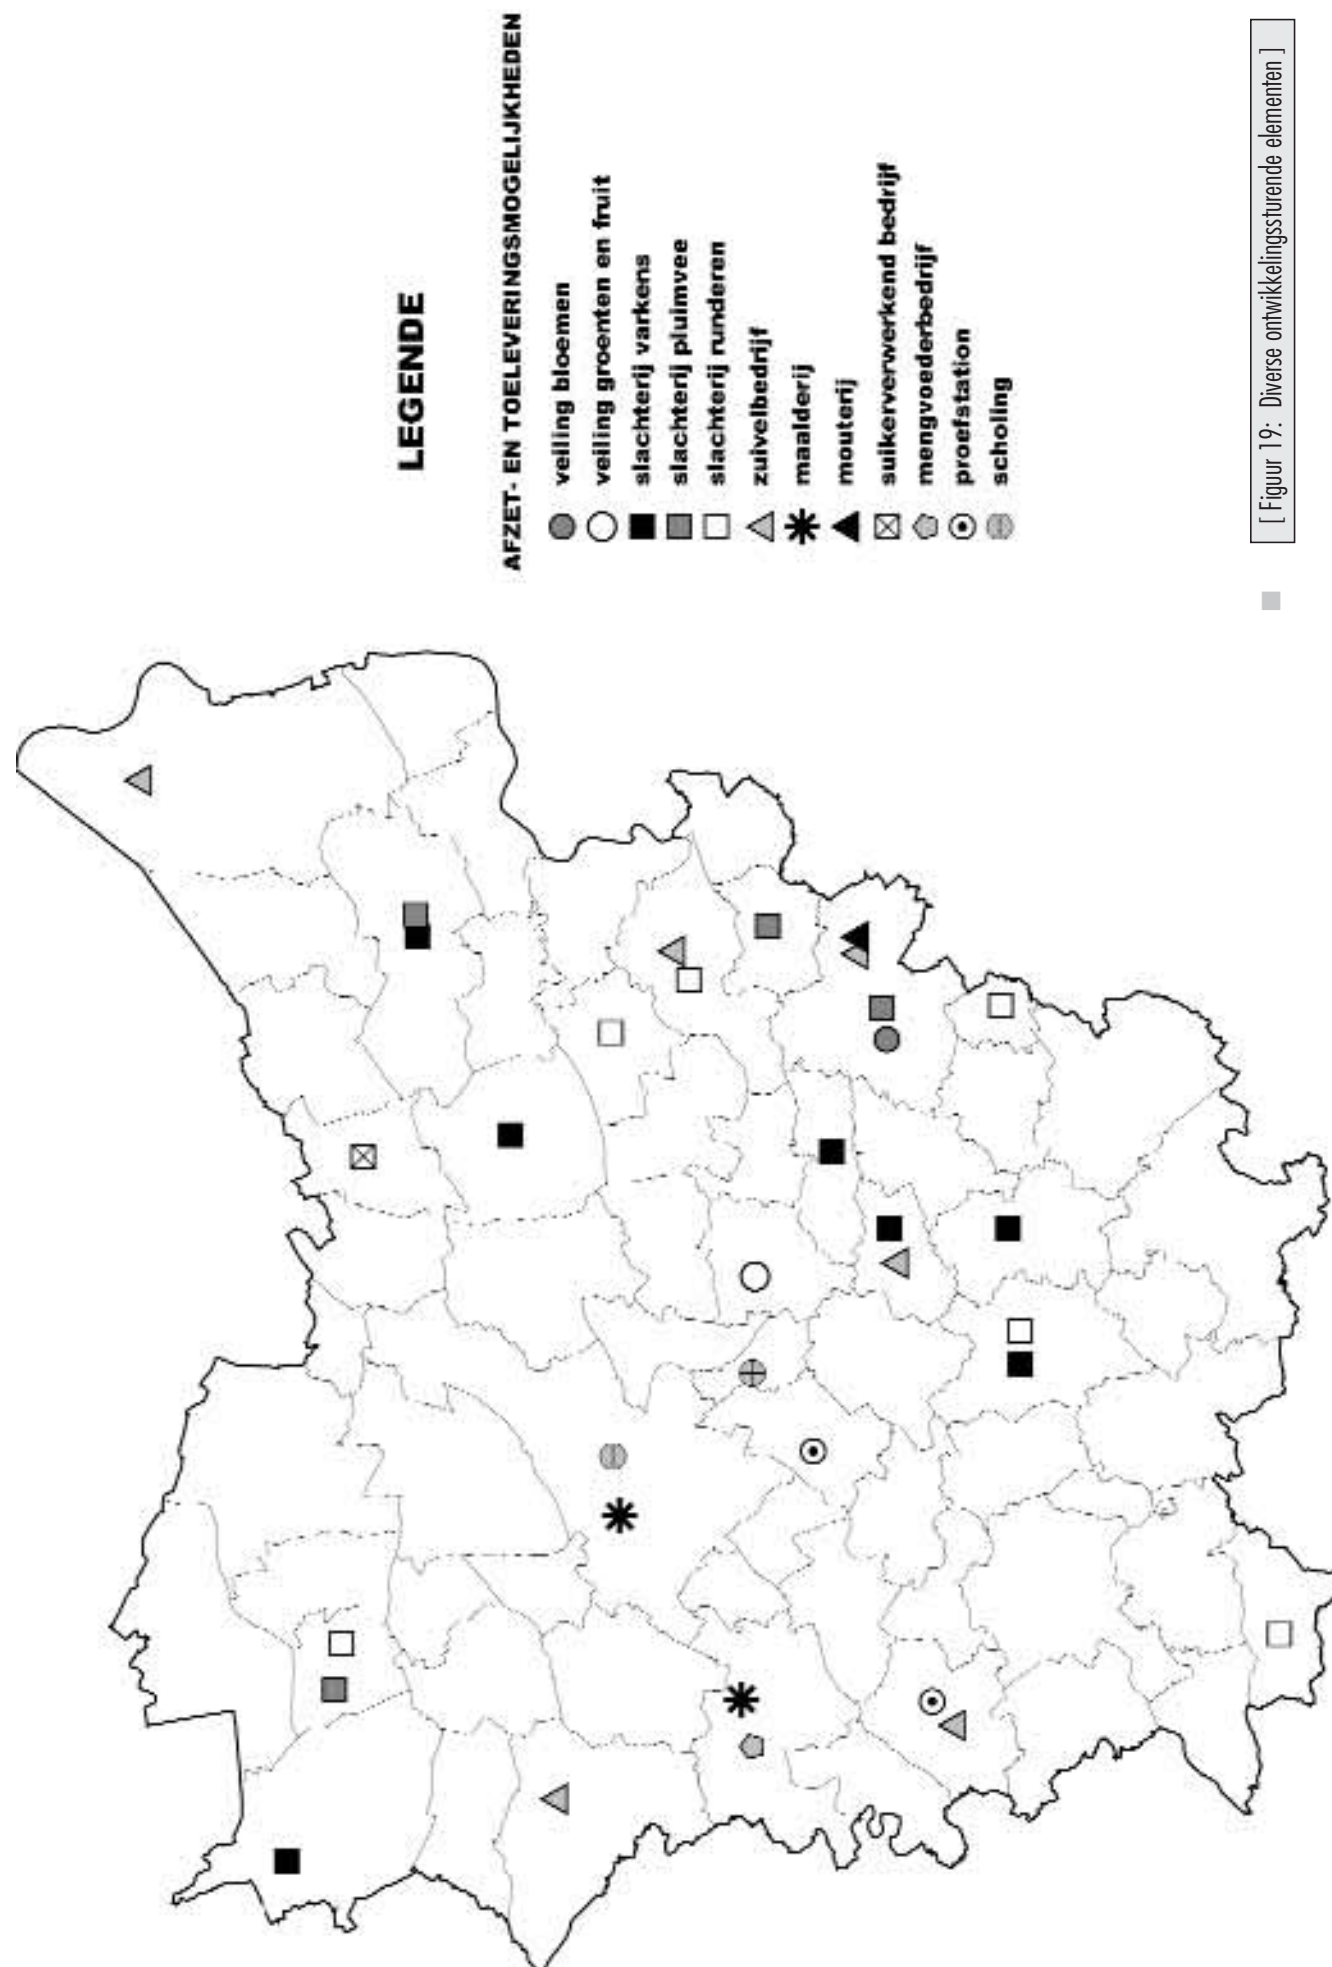 LEGENDE
AFZET- EN TOELEVERINGSMOGELIJKHEDEN
veiling bloemen
veiling groenten en fruit
slachterij varkens
slachterij pluimvee
slachterij runderen
zuivelbedrijf
maalderij
mouterij
suikerverwerkend bedrijf
mengvoederbedrijf
proefstation
scholing
[ Figuur 19: Diverse ontwikkelingssturende elementen ]